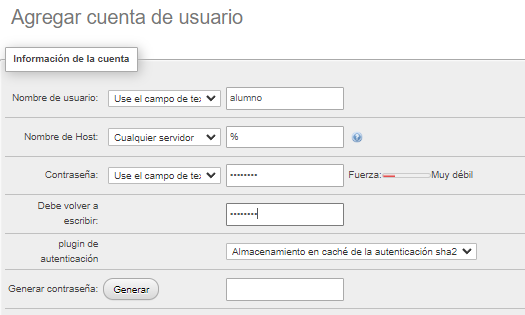 Agregar cuenta de usuario
Información de la cuenta
Nombre de usuario: Use el campo de te alumno
Nombre de Host: Cualquier servidor %
Contraseña: Use el campo de te •••••••• Fuerza: Muy débil
Debe volver a
escribir: ••••••••
plugin de
autenticación Almacenamiento en caché de la autenticación sha2
Generar contraseña: Generar